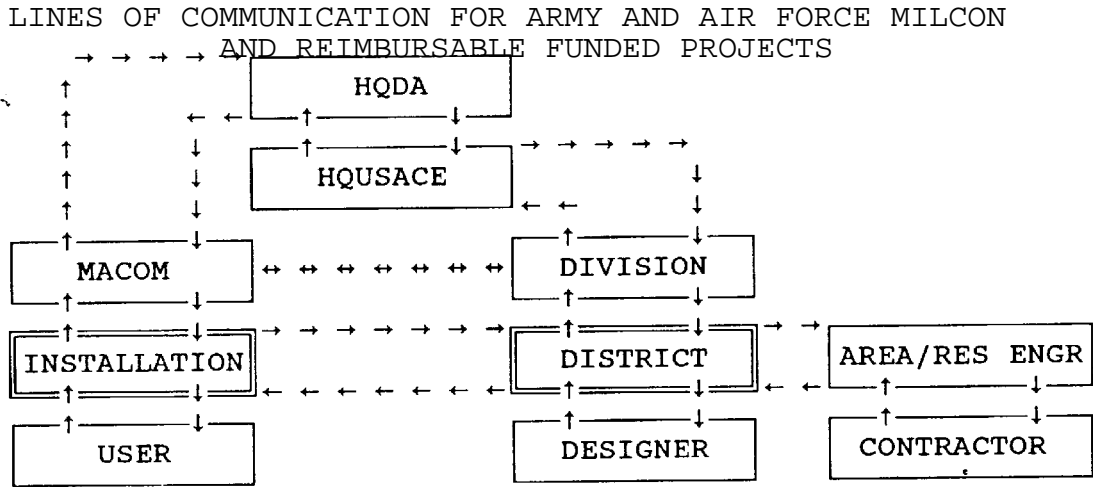 LINES OF COMMUNICATION FOR ARMY AND AIR FORCE MILCON
AND REIMBURSABLE FUNDED PROJECTS
HQDA
HQUSACE
MACOM
DIVISION
INSTALLATION
DISTRICT
AREA/RES ENGR
USER
DESIGNER
CONTRACTOR